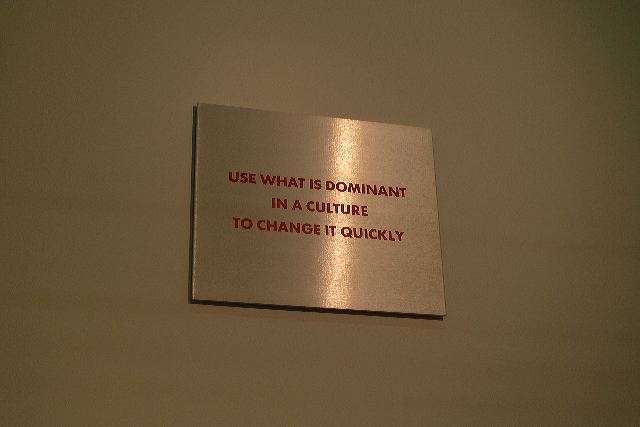 USE WHAT IS DOMINANT
IN A CULTURE
TO CHANGE IT QUICKLY